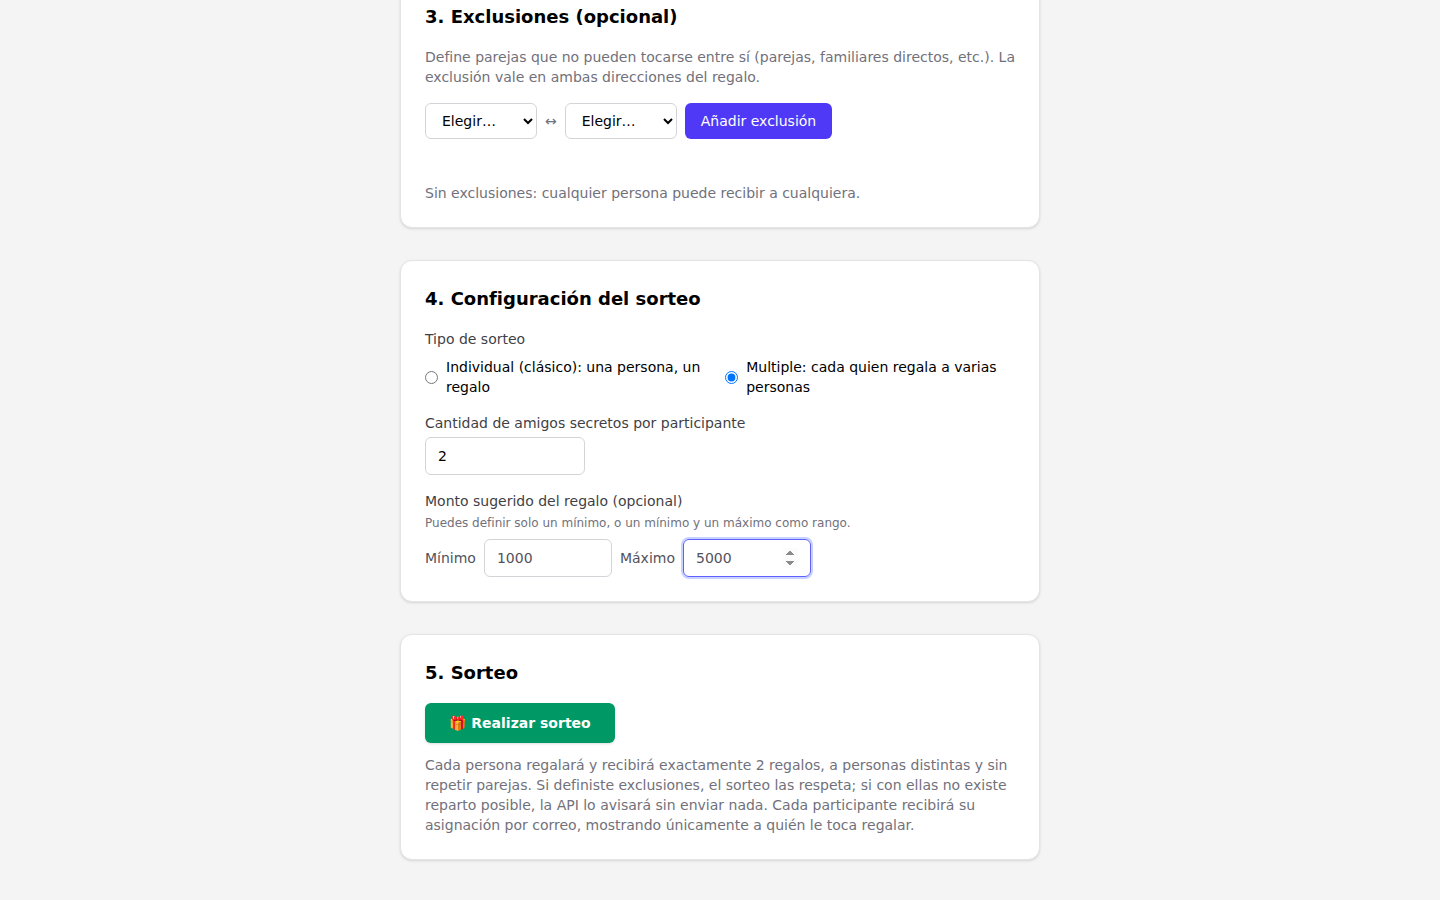 3. Exclusiones (opcional)
Define parejas que no pueden tocarse entre sí (parejas, familiares directos, etc.). La
exclusión vale en ambas direcciones del regalo.
Elegir... ↔ Elegir... Añadir exclusión
Sin exclusiones: cualquier persona puede recibir a cualquiera.
4. Configuración del sorteo
Tipo de sorteo
Individual (clásico): una persona, un
regalo
Multiple: cada quien regala a varias
personas
Cantidad de amigos secretos por participante
2
Monto sugerido del regalo (opcional)
Puedes definir solo un mínimo, o un mínimo y un máximo como rango.
Mínimo 1000 Máximo 5000
5. Sorteo
🎁 Realizar sorteo
Cada persona regalará y recibirá exactamente 2 regalos, a personas distintas y sin
repetir parejas. Si definiste exclusiones, el sorteo las respeta; si con ellas no existe
reparto posible, la API lo avisará sin enviar nada. Cada participante recibirá su
asignación por correo, mostrando únicamente a quién le toca regalar.